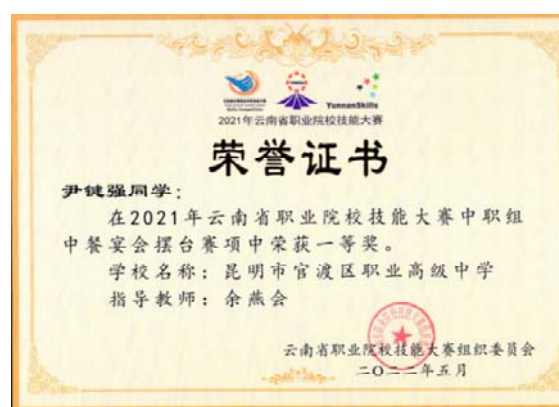 YunnanSkills
2021年云南省职业院校技能大赛
荣誉证书
尹键强同学：
在2021年云南省职业院校技能大赛中职组
中餐宴会摆台赛项中荣获一等奖。
学校名称：昆明市官渡区职业高级中学
指导教师：余燕会
云南省职业院校技能大赛组织委员会
二〇二二年五月